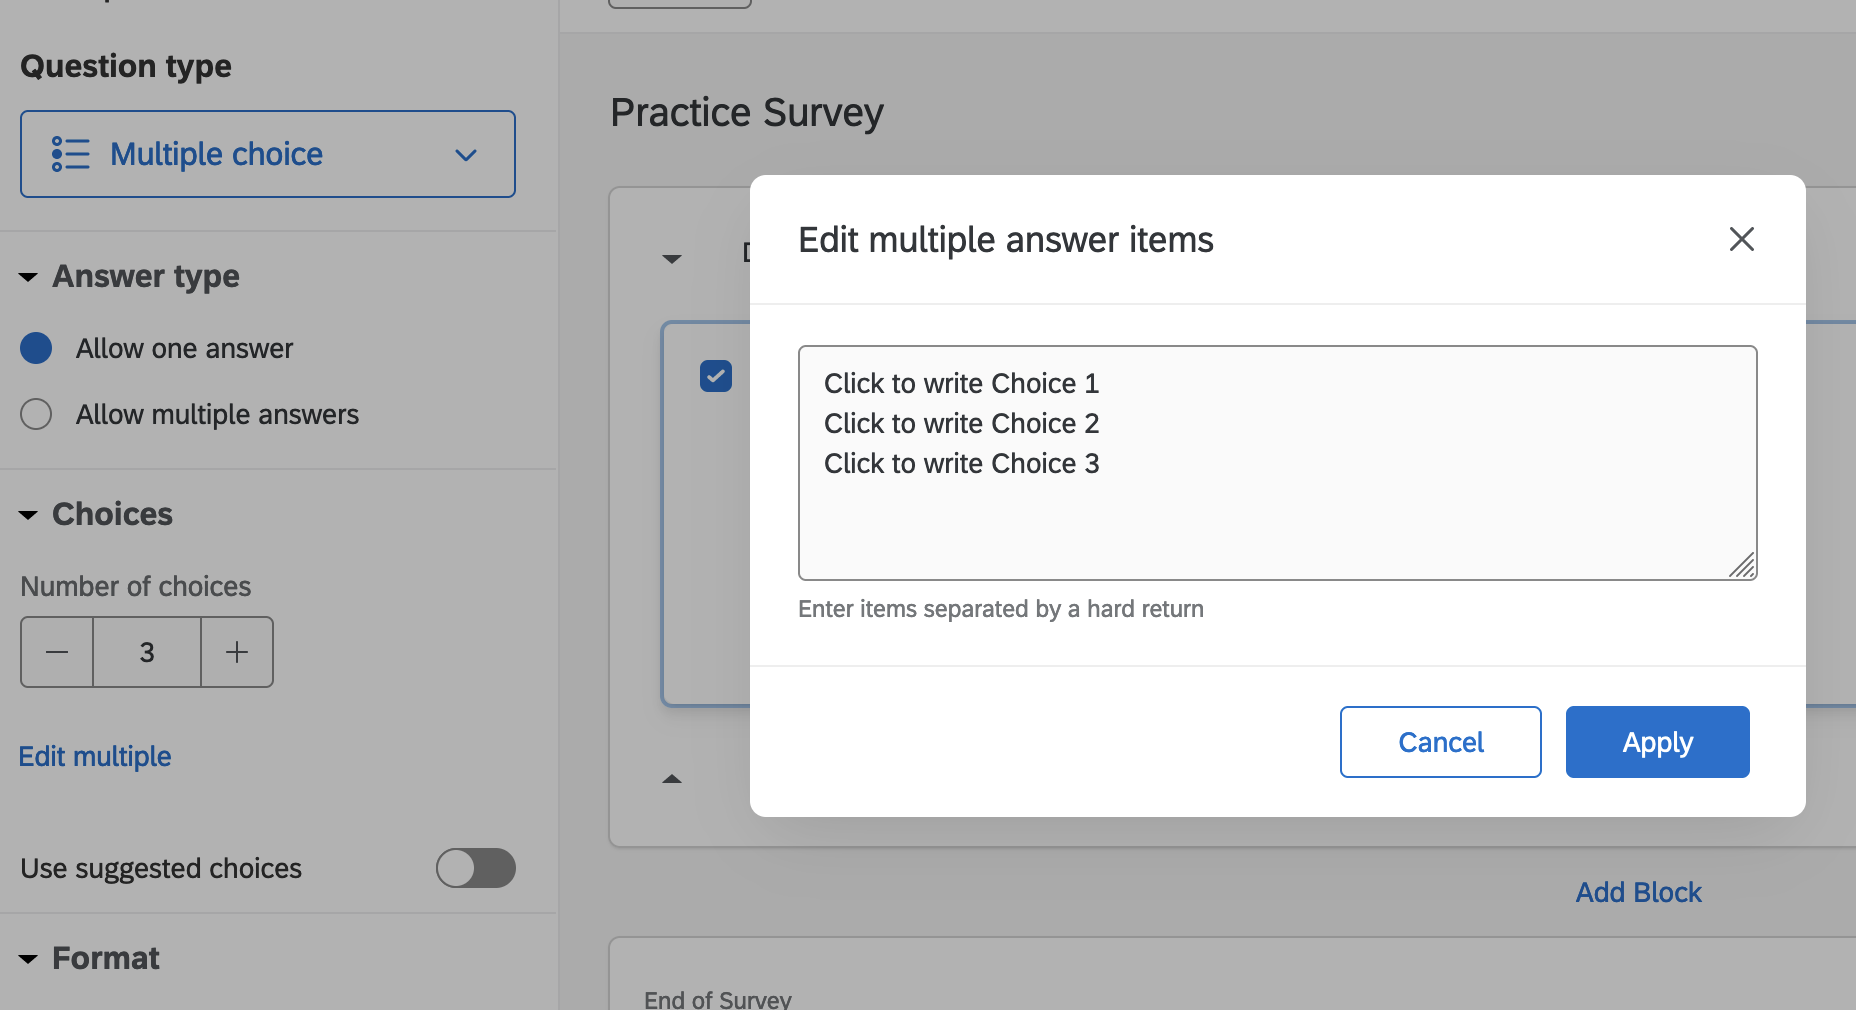 Question type
Multiple choice
Answer type
Allow one answer
Allow multiple answers
Choices
Number of choices
3
Edit multiple
Use suggested choices
Format
Practice Survey
Edit multiple answer items
Click to write Choice 1
Click to write Choice 2
Click to write Choice 3
Enter items separated by a hard return
Cancel
Apply
Add Block
End of Survey